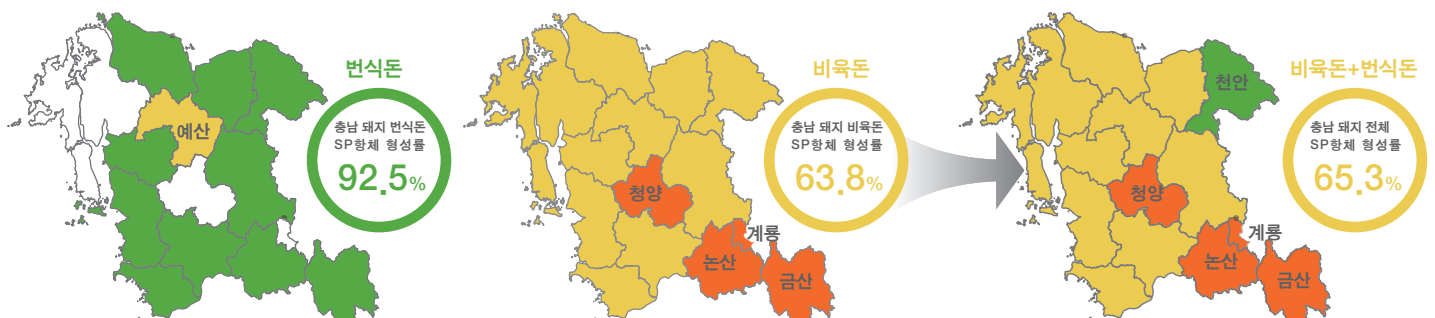 번식돈
예산
충남 돼지 번식돈
SP항체 형성률
92.5%
비육돈
충남 돼지 비육돈
SP항체 형성률
63.8%
청양
계룡
논산
금산
비육돈+번식돈
천안
충남 돼지 전체
SP항체 형성률
65.3%
청양
계룡
논산
금산